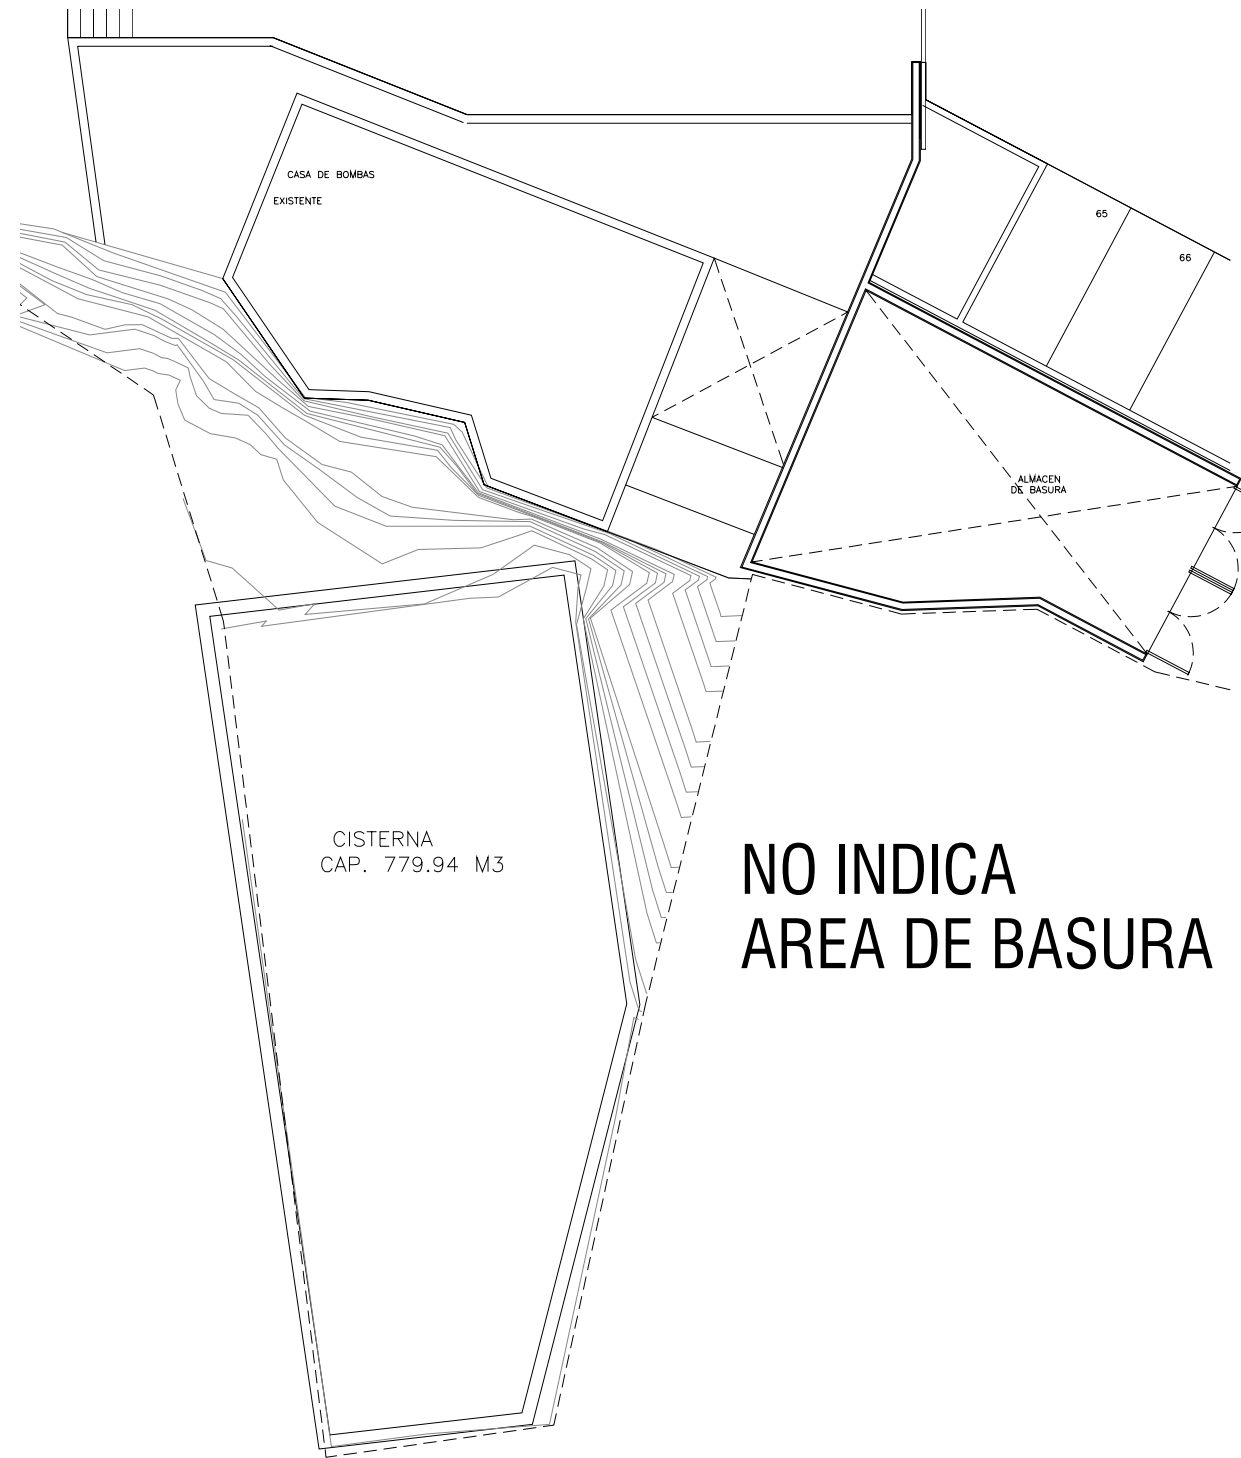 CASA DE BOMBAS
EXISTENTE
65
66
ALMACEN
DE BASURA
CISTERNA
CAP. 779.94 M3
NO INDICA
AREA DE BASURA